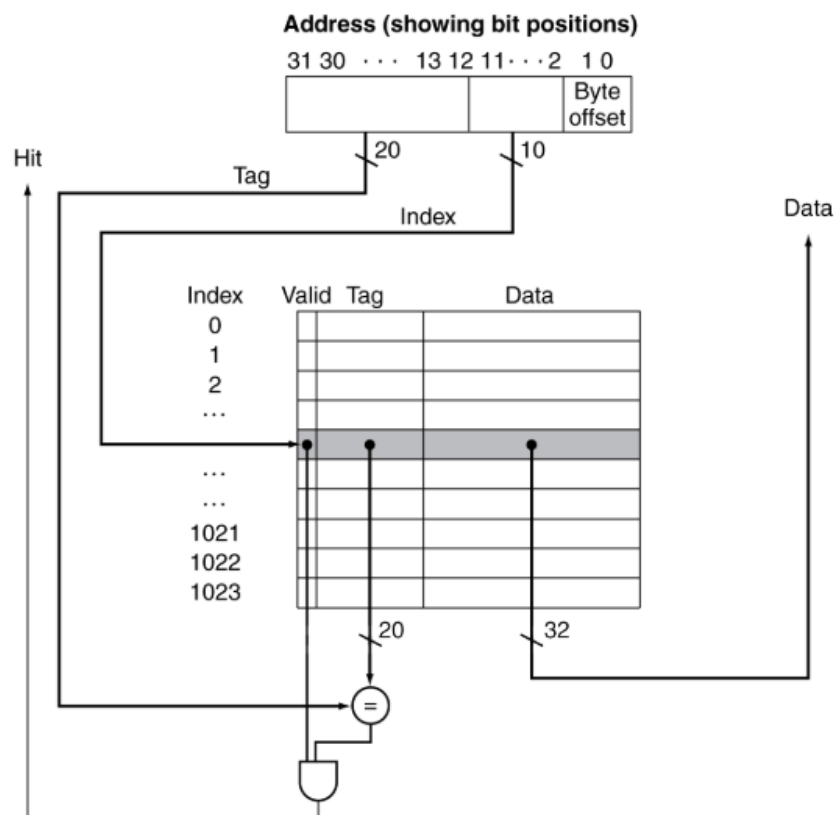 Address (showing bit positions)
31 30 · · · 13 12 11 · · · 2 1 0
Byte
offset
20
10
Hit
Tag
Data
Index
Index Valid Tag Data
0
1
2
...
...
...
1021
1022
1023
20
32
=